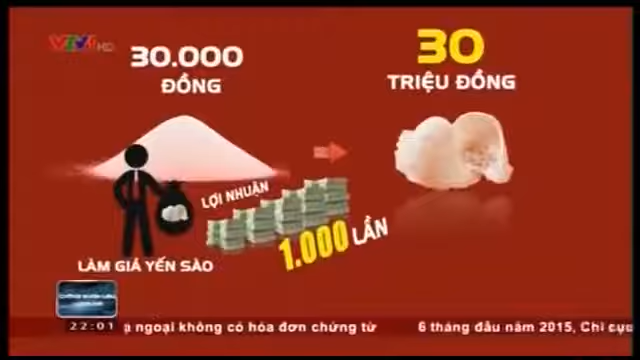 VTV1 HD
30.000
ĐỒNG
30
TRIỆU ĐỒNG
LỢI NHUẬN
1.000 LẦN
LÀM GIẢ YẾN SÀO
22:01
ạ ngoại không có hóa đơn chứng từ 6 tháng đầu năm 2015, Chi cục